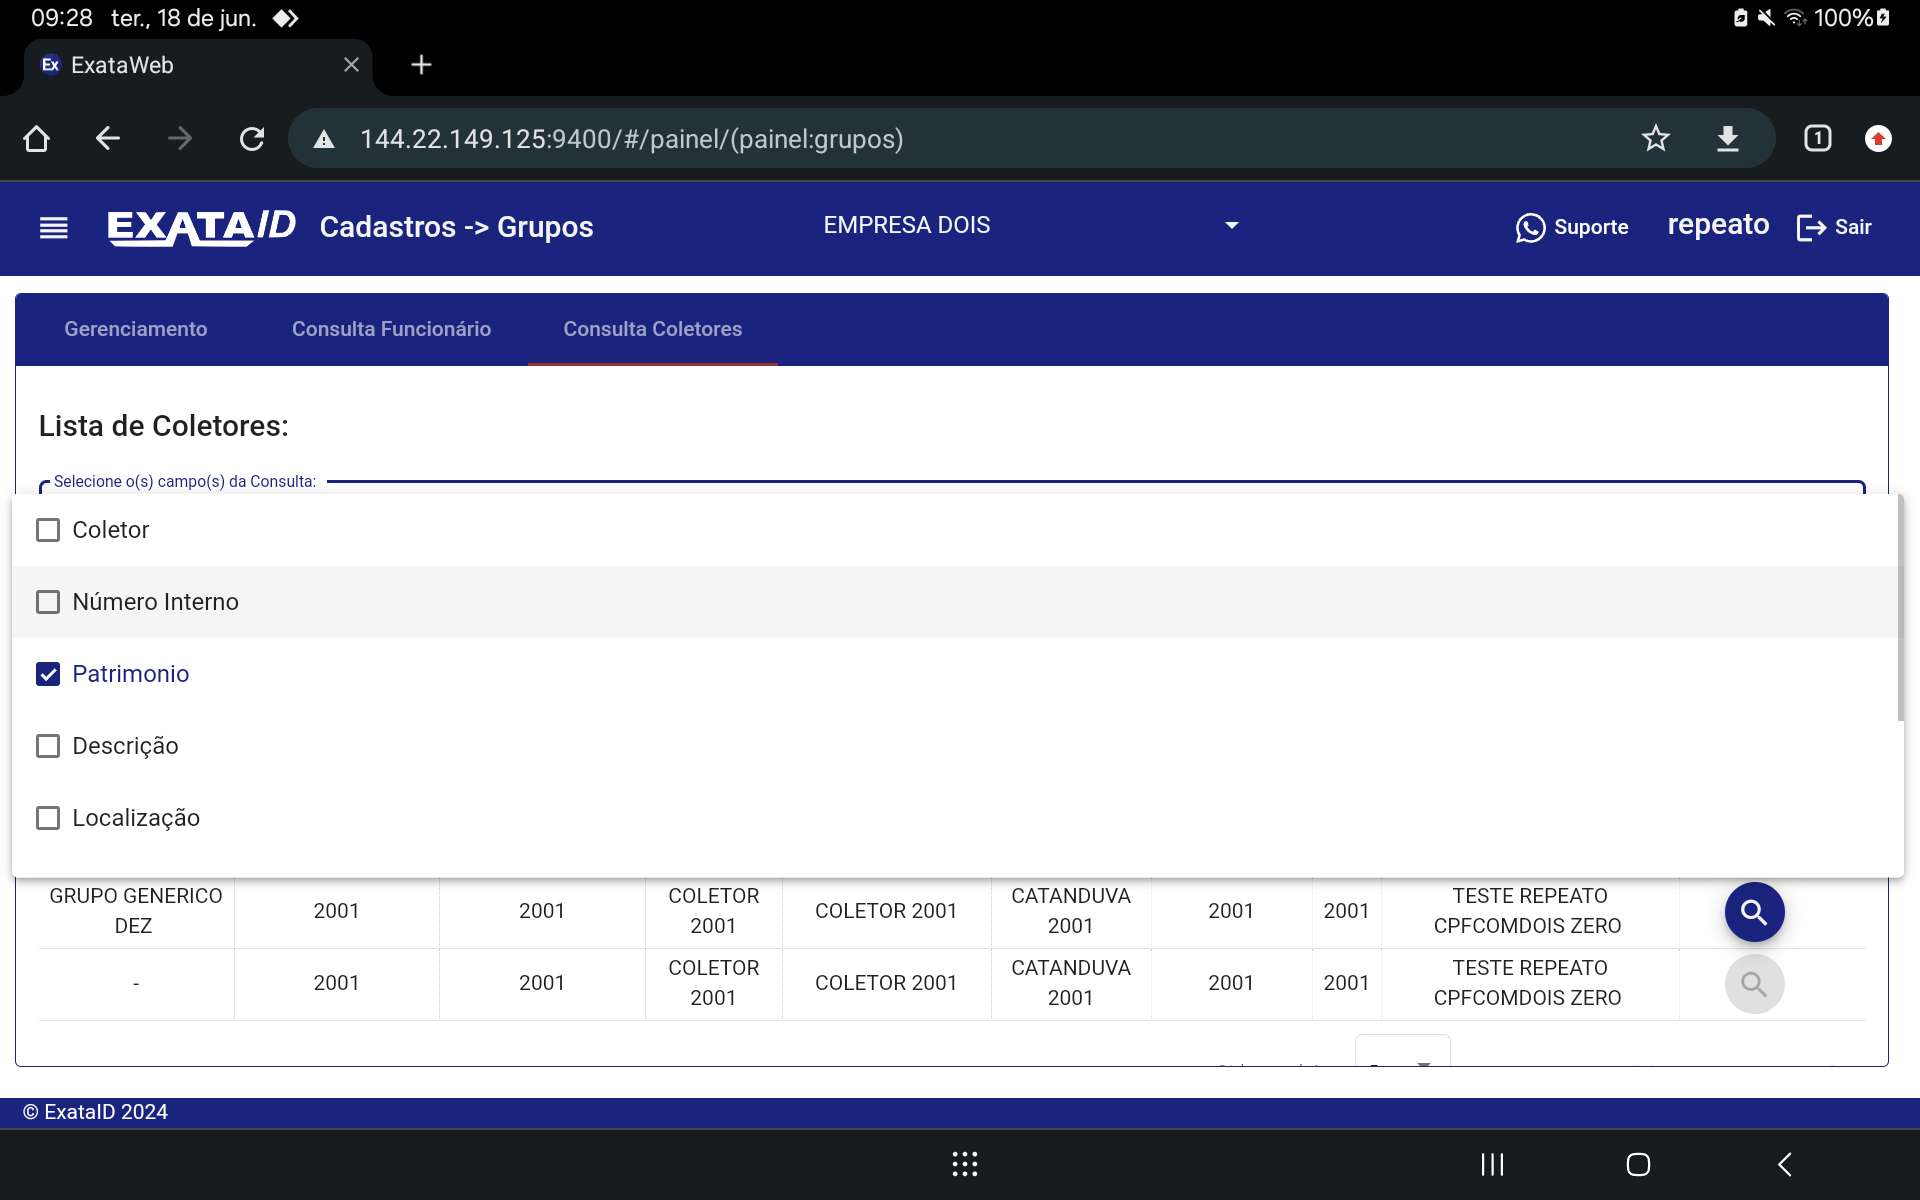 09:28 ter., 18 de jun. 100%
Ex ExataWeb
144.22.149.125:9400/#/painel/(painel:grupos) 1
EXATA/D Cadastros -> Grupos EMPRESA DOIS Suporte repeato Sair
Gerenciamento Consulta Funcionário Consulta Coletores
Lista de Coletores:
Selecione o(s) campo(s) da Consulta:
Coletor
Número Interno
Patrimonio
Descrição
Localização
GRUPO GENERICO DEZ 2001 2001 COLETOR 2001 COLETOR 2001 CATANDUVA 2001 2001 2001 TESTE REPEATO CPFCOMDOIS ZERO
- 2001 2001 COLETOR 2001 COLETOR 2001 CATANDUVA 2001 2001 2001 TESTE REPEATO CPFCOMDOIS ZERO
© ExataID 2024